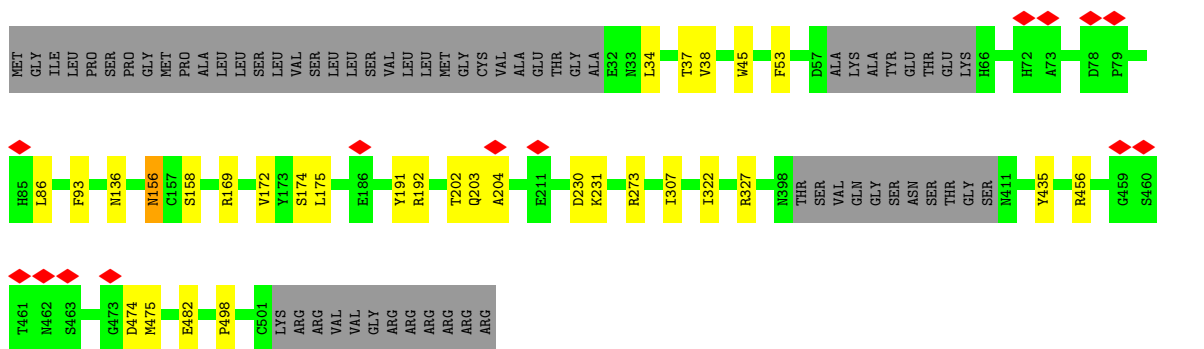 MET GLY ILE LEU PRO SER PRO GLY MET PRO ALA LEU LEU SER LEU VAL SER LEU LEU SER VAL LEU LEU MET GLY CYS VAL ALA GLU THR GLY ALA E32 N33 L34 T37 V38 W45 F53 D57 ALA LYS ALA TYR GLU THR GLU LYS H66 H72 A73 D78 P79
H85 L86 F93 N136 N156 C157 S158 R169 V172 Y173 S174 L175 E186 Y191 R192 T202 Q203 A204 E211 D230 K231 R273 I307 I322 R327 N398 THR SER VAL GLN GLY SER ASN SER THR GLY SER N411 Y435 R456 G459 S460
T461 N462 S463 G473 D474 M475 E482 P498 C501 LYS ARG ARG VAL VAL GLY ARG ARG ARG ARG ARG